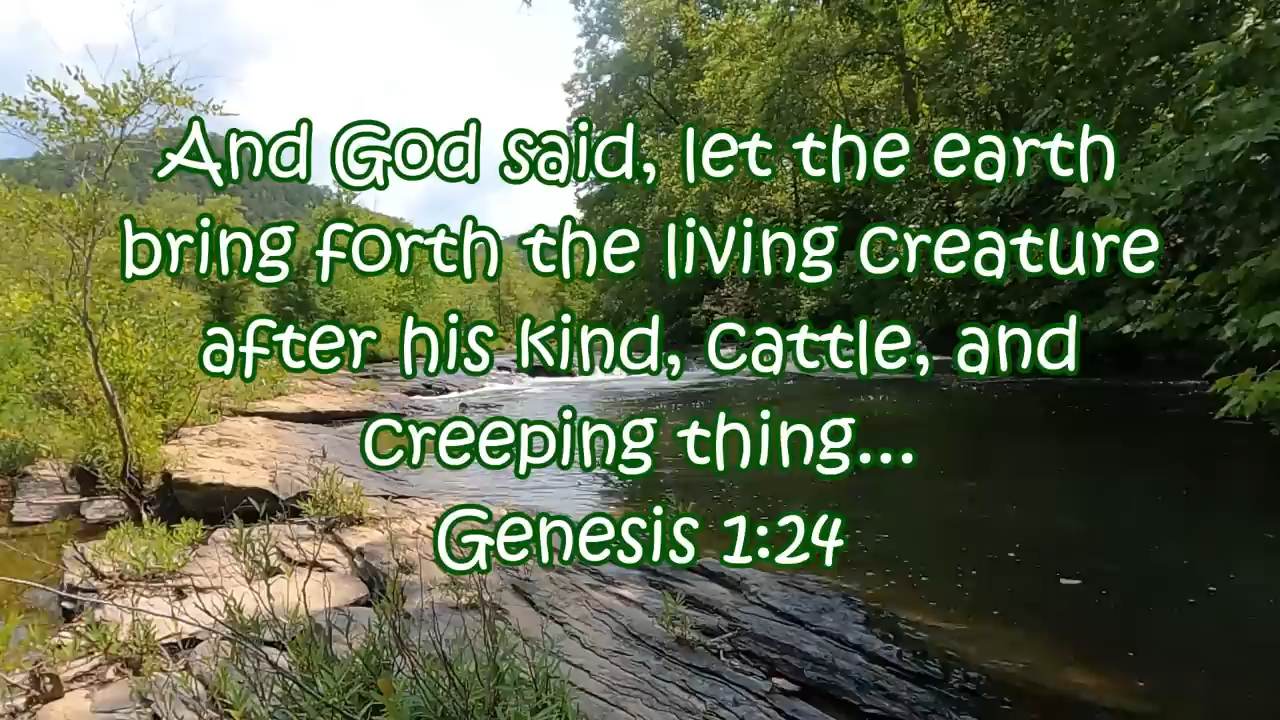 And God said, let the earth
bring forth the living creature
after his kind, cattle, and
creeping thing...
Genesis 1:24